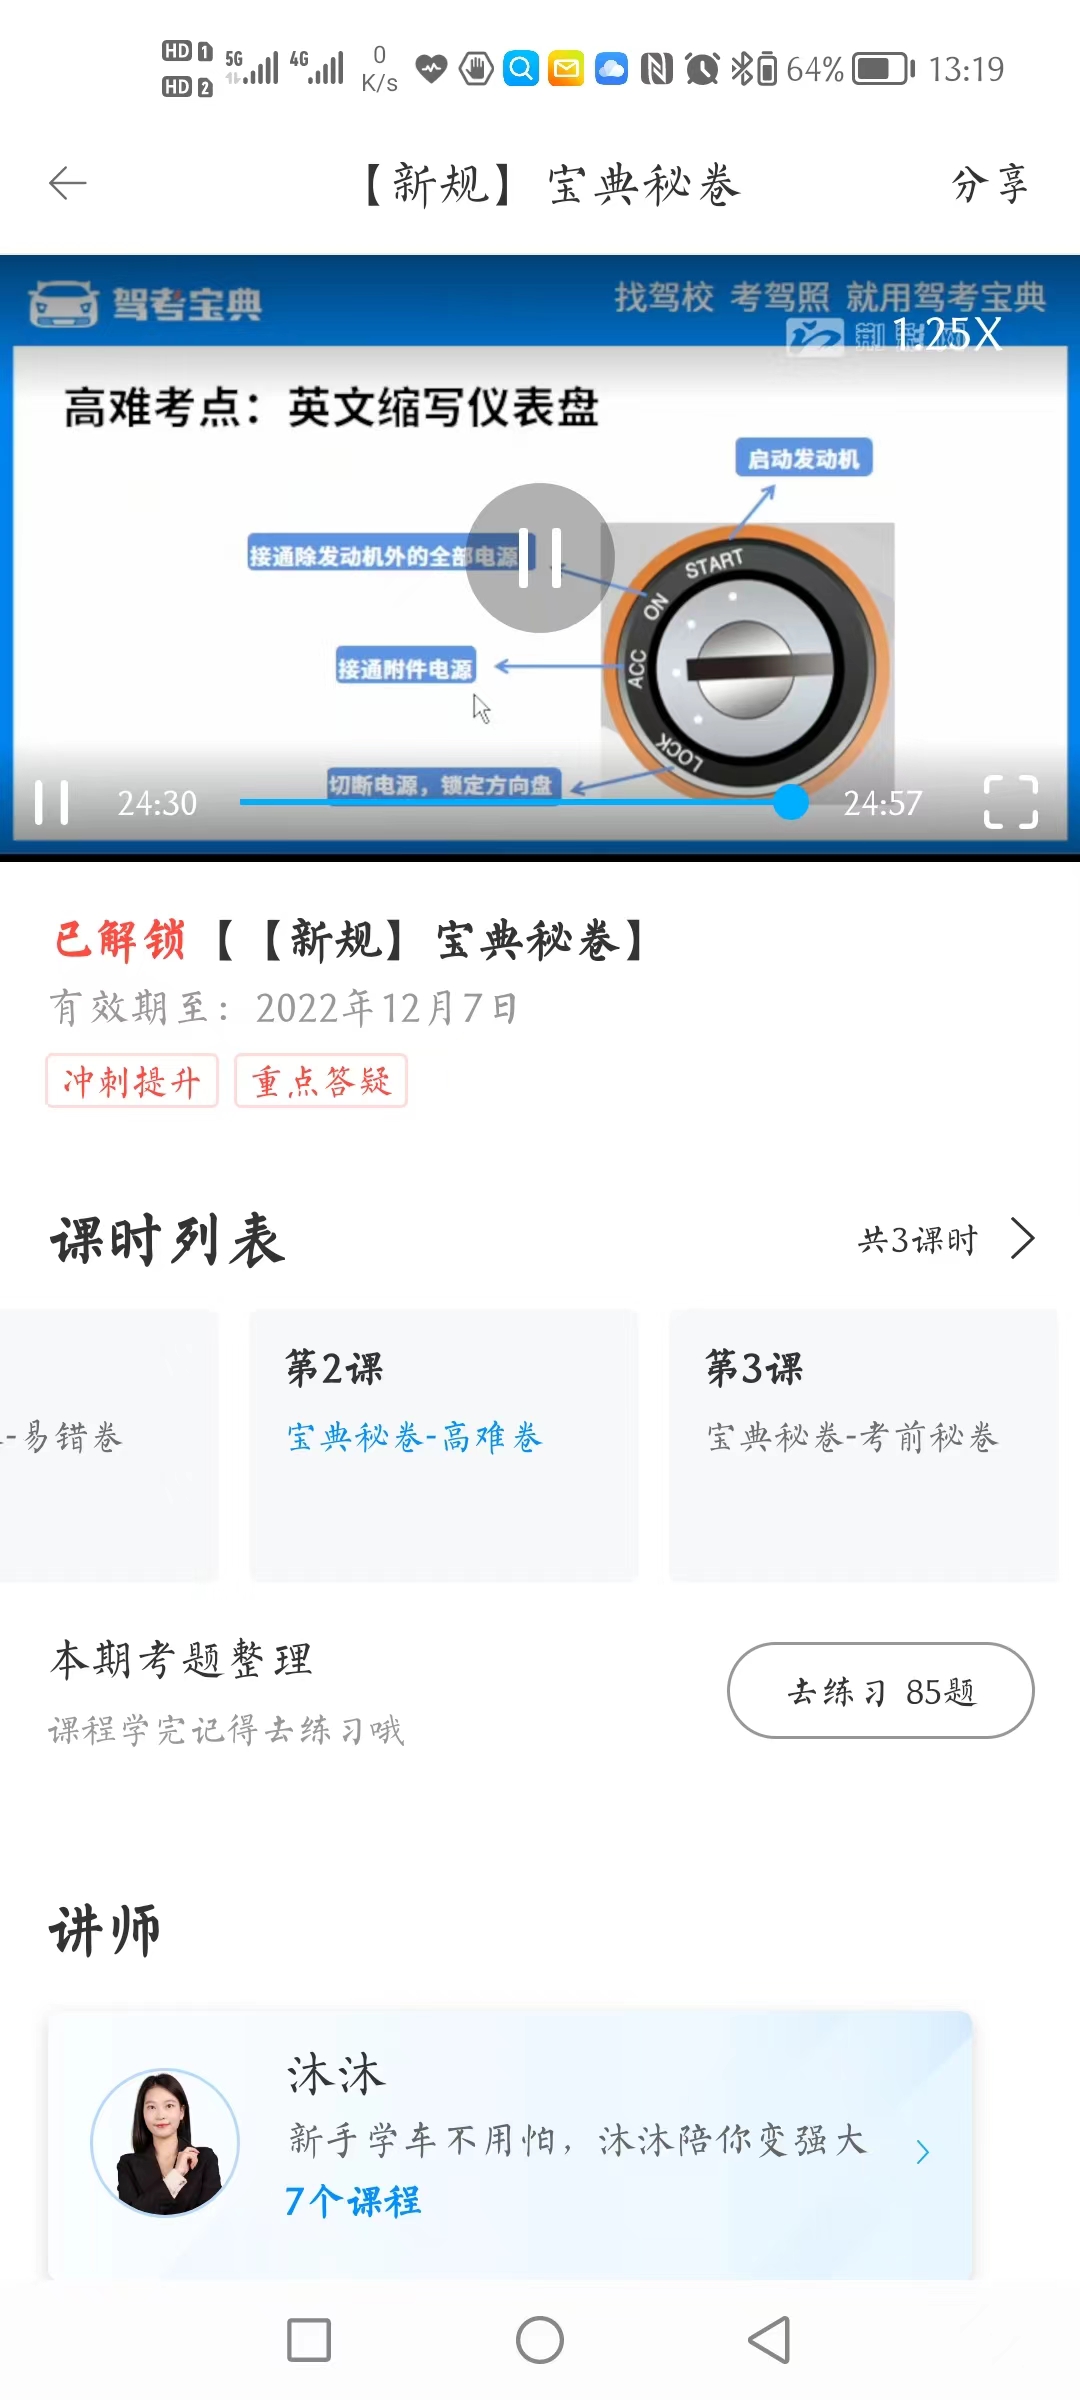 HD 1 5G 4G 0 64% 13:19
HD 2 K/s
【新规】宝典秘卷 分享
驾考宝典 找驾校 考驾照 就用驾考宝典
1.25X
高难考点：英文缩写仪表盘
启动发动机
接通除发动机外的全部电源
START
ON
接通附件电源
ACC
LOCK
切断电源，锁定方向盘
24:30 24:57
已解锁【【新规】宝典秘卷】
有效期至：2022年12月7日
冲刺提升 重点答疑
课时列表 共3课时
第2课 第3课
-易错卷 宝典秘卷-高难卷 宝典秘卷-考前秘卷
本期考题整理
去练习 85题
课程学完记得去练习哦
讲师
沐沐
新手学车不用怕，沐沐陪你变强大
7个课程